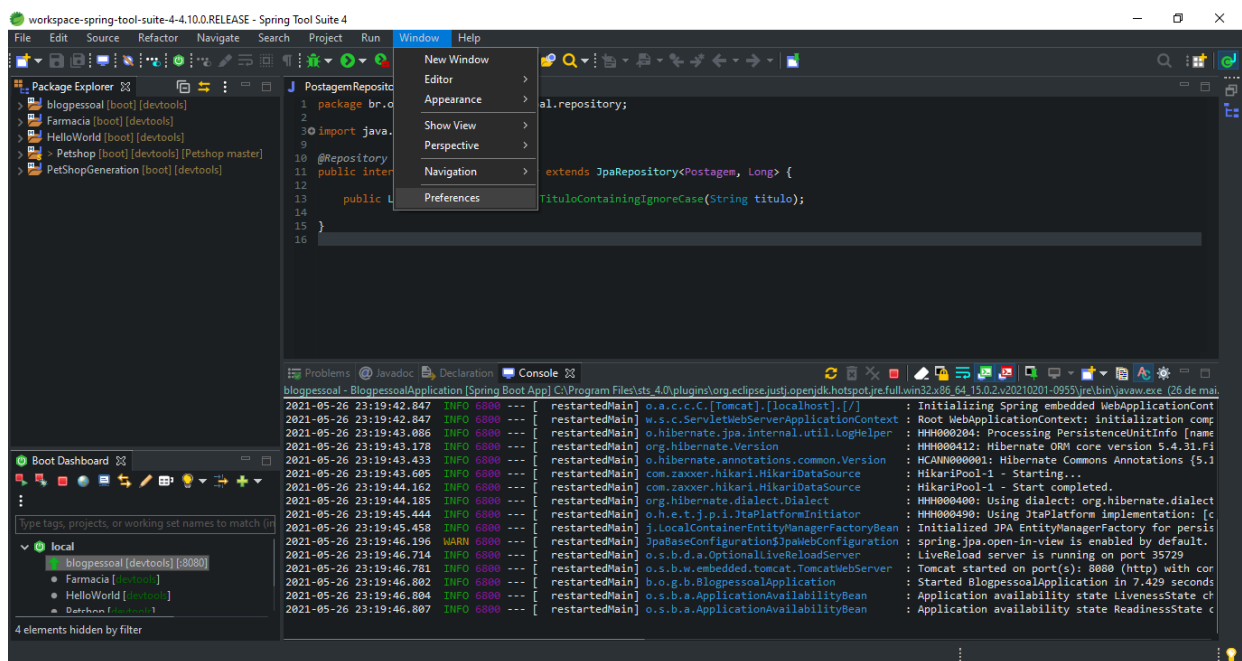 workspace-spring-tool-suite-4-4.10.0.RELEASE - Spring Tool Suite 4
File Edit Source Refactor Navigate Search Project Run Window Help
New Window
Editor
Appearance
Show View
Perspective
Navigation
Preferences
Package Explorer
blogpessoal [boot] [devtools]
Farmacia [boot] [devtools]
HelloWorld [boot] [devtools]
> Petshop [boot] [devtools] [Petshop master]
PetShopGeneration [boot] [devtools]
PostagemReposito
1 package br.o al.repository;
2
3 import java.
9
10 @Repository
11 public inter extends JpaRepository<Postagem, Long> {
12
13 public L TituloContainingIgnoreCase(String titulo);
14
15 }
16
Problems @ Javadoc Declaration Console
blogpessoal - BlogpessoalApplication [Spring Boot App] C:\Program Files\sts_4.0\plugins\org.eclipse.justj.openjdk.hotspot.jre.full.win32.x86_64_15.0.2.v20210201-0955\jre\bin\javaw.exe (26 de mai.
2021-05-26 23:19:42.847 INFO 6800 --- [ restartedMain] o.a.c.c.C.[Tomcat].[localhost].[/] : Initializing Spring embedded WebApplicationCont
2021-05-26 23:19:42.847 INFO 6800 --- [ restartedMain] w.s.c.ServletWebServerApplicationContext : Root WebApplicationContext: initialization comp
2021-05-26 23:19:43.086 INFO 6800 --- [ restartedMain] o.hibernate.jpa.internal.util.LogHelper : HHH000204: Processing PersistenceUnitInfo [name
2021-05-26 23:19:43.178 INFO 6800 --- [ restartedMain] org.hibernate.Version : HHH000412: Hibernate ORM core version 5.4.31.Fi
2021-05-26 23:19:43.433 INFO 6800 --- [ restartedMain] o.hibernate.annotations.common.Version : HCANN000001: Hibernate Commons Annotations {5.1
2021-05-26 23:19:43.605 INFO 6800 --- [ restartedMain] com.zaxxer.hikari.HikariDataSource : HikariPool-1 - Starting...
2021-05-26 23:19:44.162 INFO 6800 --- [ restartedMain] com.zaxxer.hikari.HikariDataSource : HikariPool-1 - Start completed.
2021-05-26 23:19:44.185 INFO 6800 --- [ restartedMain] org.hibernate.dialect.Dialect : HHH000400: Using dialect: org.hibernate.dialect
2021-05-26 23:19:45.444 INFO 6800 --- [ restartedMain] o.h.e.t.j.p.i.JtaPlatformInitiator : HHH000490: Using JtaPlatform implementation: [o
2021-05-26 23:19:45.458 INFO 6800 --- [ restartedMain] j.LocalContainerEntityManagerFactoryBean : Initialized JPA EntityManagerFactory for persis
2021-05-26 23:19:46.196 WARN 6800 --- [ restartedMain] JpaBaseConfiguration$JpaWebConfiguration : spring.jpa.open-in-view is enabled by default.
2021-05-26 23:19:46.714 INFO 6800 --- [ restartedMain] o.s.b.d.a.OptionalLiveReloadServer : LiveReload server is running on port 35729
2021-05-26 23:19:46.781 INFO 6800 --- [ restartedMain] o.s.b.w.embedded.tomcat.TomcatWebServer : Tomcat started on port(s): 8080 (http) with con
2021-05-26 23:19:46.802 INFO 6800 --- [ restartedMain] b.o.g.b.BlogpessoalApplication : Started BlogpessoalApplication in 7.429 seconds
2021-05-26 23:19:46.804 INFO 6800 --- [ restartedMain] o.s.b.a.ApplicationAvailabilityBean : Application availability state LivenessState ch
2021-05-26 23:19:46.807 INFO 6800 --- [ restartedMain] o.s.b.a.ApplicationAvailabilityBean : Application availability state ReadinessState c
Boot Dashboard
Type tags, projects, or working set names to match (in
local
blogpessoal [devtools] [:8080]
Farmacia [devtools]
HelloWorld [devtools]
Petshop [devtools]
4 elements hidden by filter